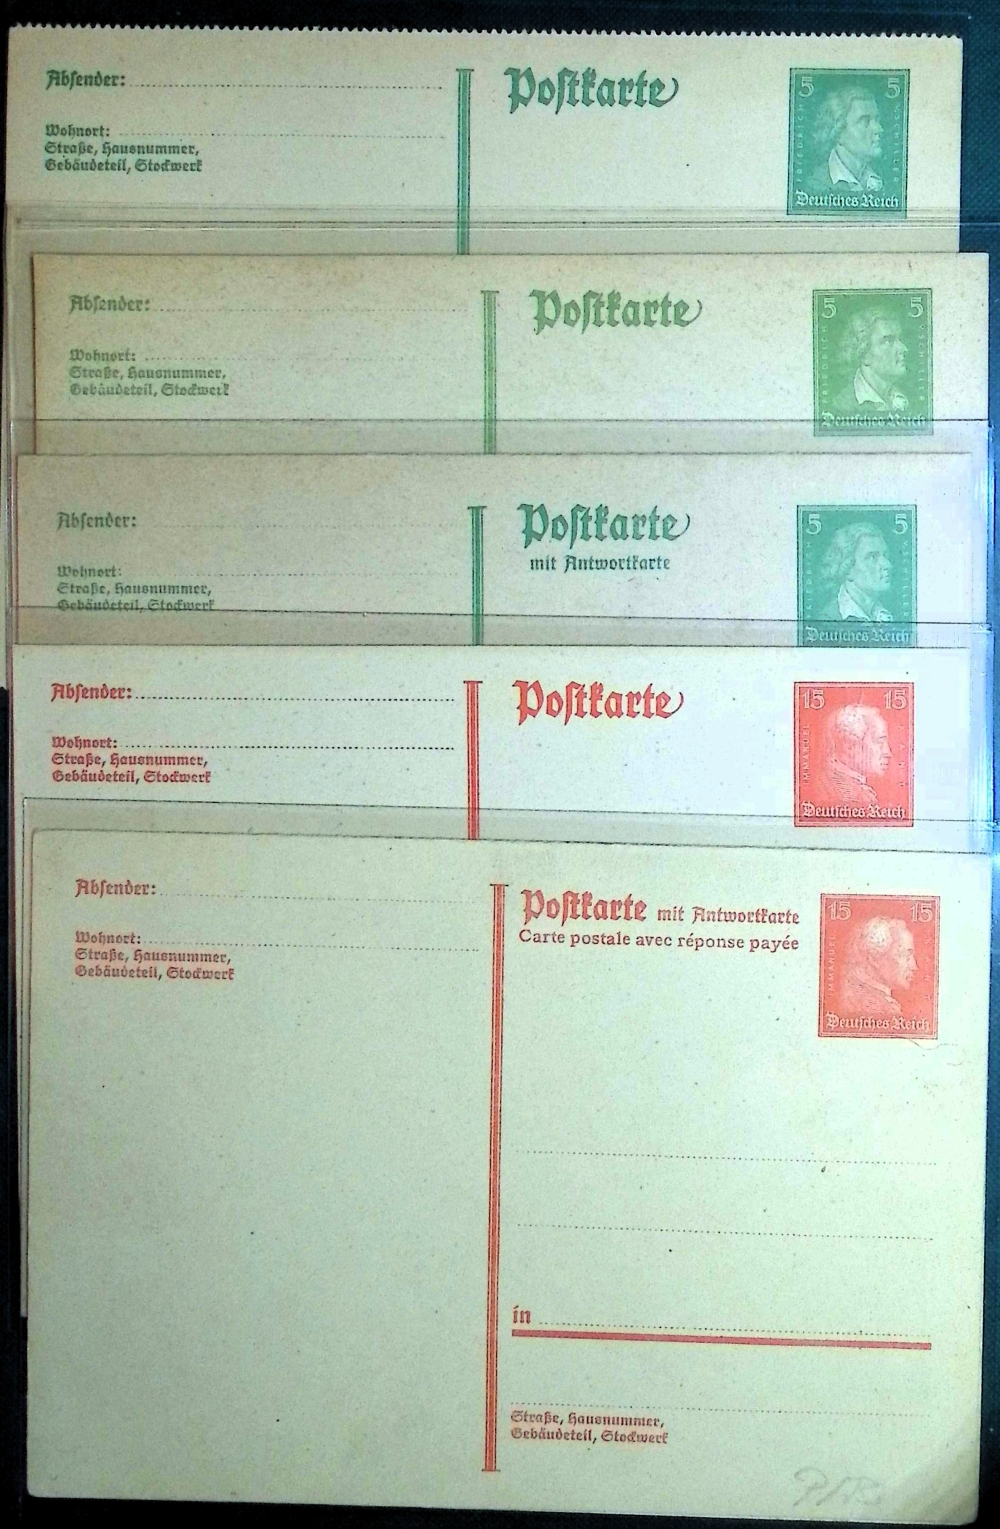 Absender:
Wohnort:
Straße, Hausnummer,
Gebäudeteil, Stockwerk
Postkarte
5 5
FRIEDRICH
SCHILLER
Deutsches Reich
Absender:
Wohnort:
Straße, Hausnummer,
Gebäudeteil, Stockwerk
Postkarte
5 5
Deutsches Reich
Absender:
Wohnort:
Straße, Hausnummer,
Gebäudeteil, Stockwerk
Postkarte
mit Antwortkarte
5 5
Deutsches Reich
Absender:
Wohnort:
Straße, Hausnummer,
Gebäudeteil, Stockwerk
Postkarte
15 15
IMMANUEL
KANT
Deutsches Reich
Absender:
Wohnort:
Straße, Hausnummer,
Gebäudeteil, Stockwerk
Postkarte mit Antwortkarte
Carte postale avec réponse payée
15 15
IMMANUEL
Deutsches Reich
in
Straße, Hausnummer,
Gebäudeteil, Stockwerk